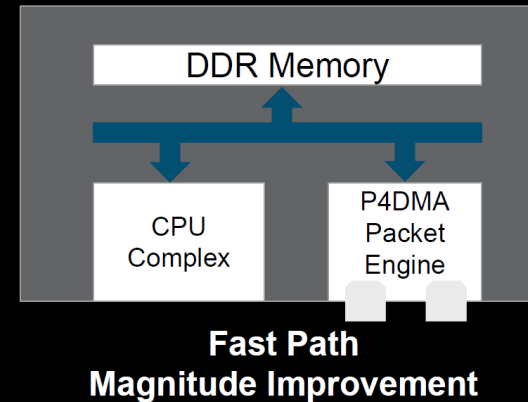 DDR Memory
CPU
Complex
P4DMA
Packet
Engine
Fast Path
Magnitude Improvement